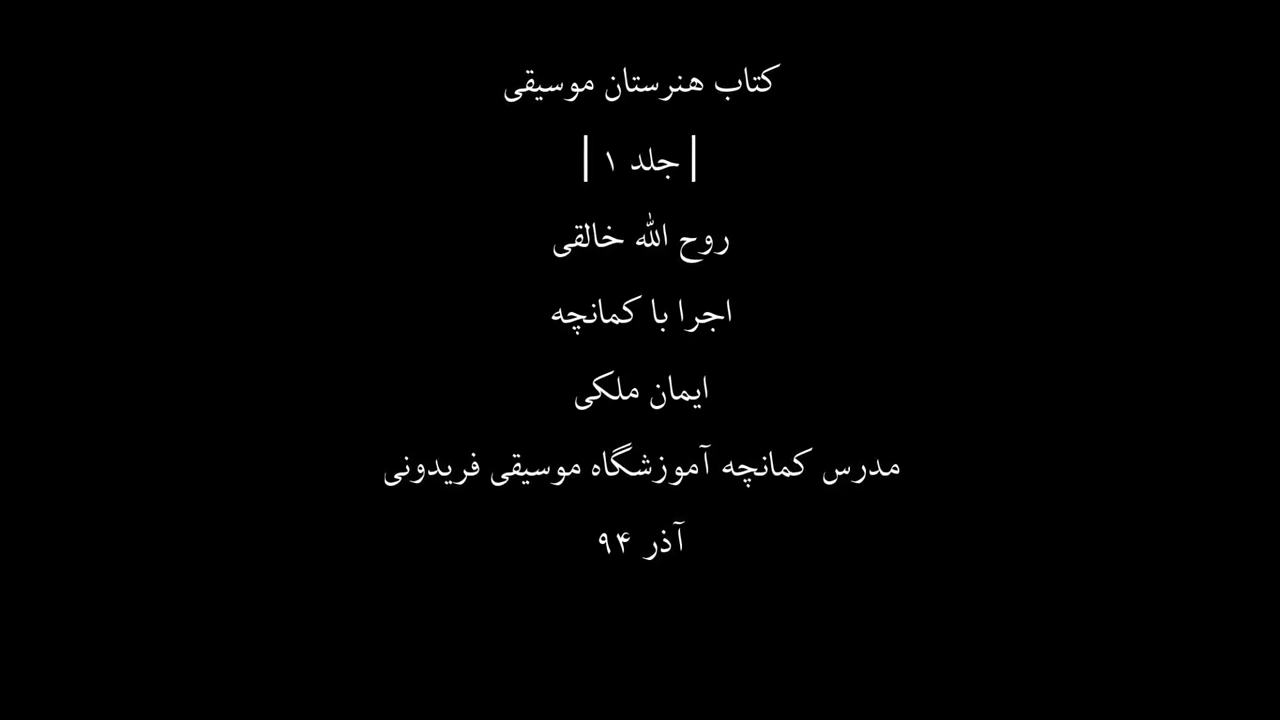 کتاب هنرستان موسیقی
| جلد ۱ |
روح الله خالقی
اجرا با کمانچه
ایمان ملکی
مدرس کمانچه آموزشگاه موسیقی فریدونی
آذر ۹۴